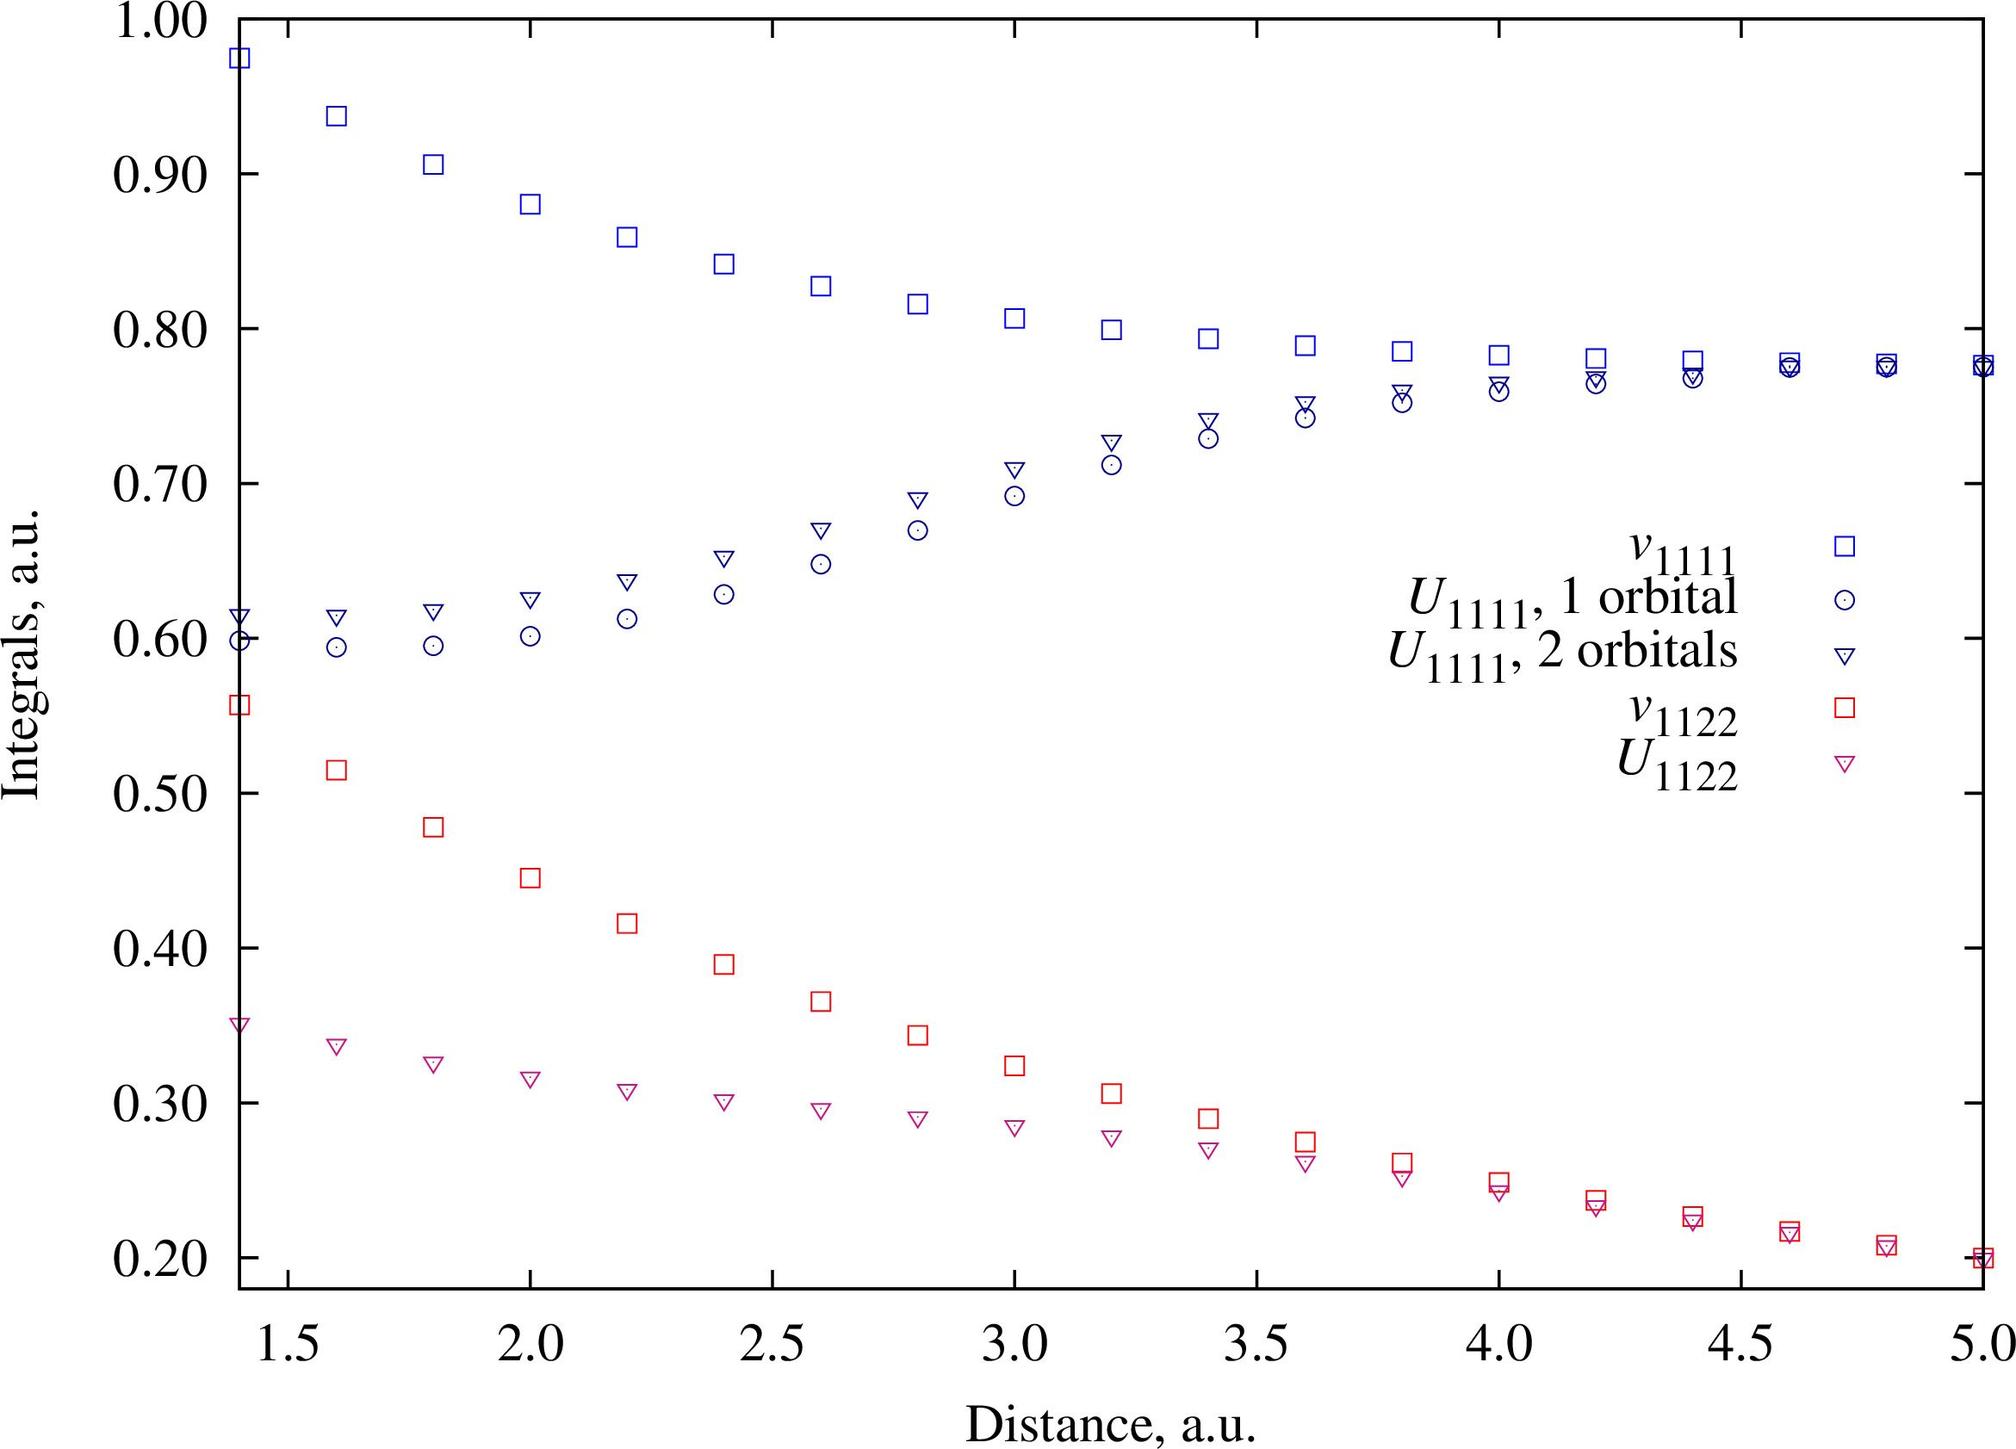 1.00
0.90
0.80
0.70
0.60
0.50
0.40
0.30
0.20
Integrals, a.u.
v1111
U1111, 1 orbital
U1111, 2 orbitals
v1122
U1122
1.5 2.0 2.5 3.0 3.5 4.0 4.5 5.0
Distance, a.u.